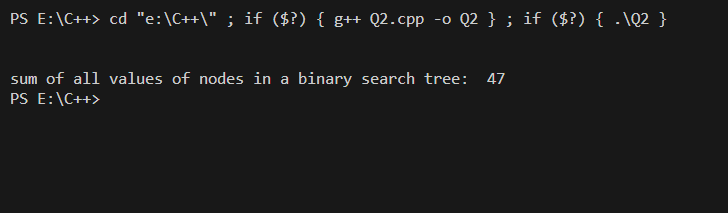 PS E:\C++> cd "e:\C++\" ; if ($?) { g++ Q2.cpp -o Q2 } ; if ($?) { .\Q2 }
sum of all values of nodes in a binary search tree:  47
PS E:\C++>